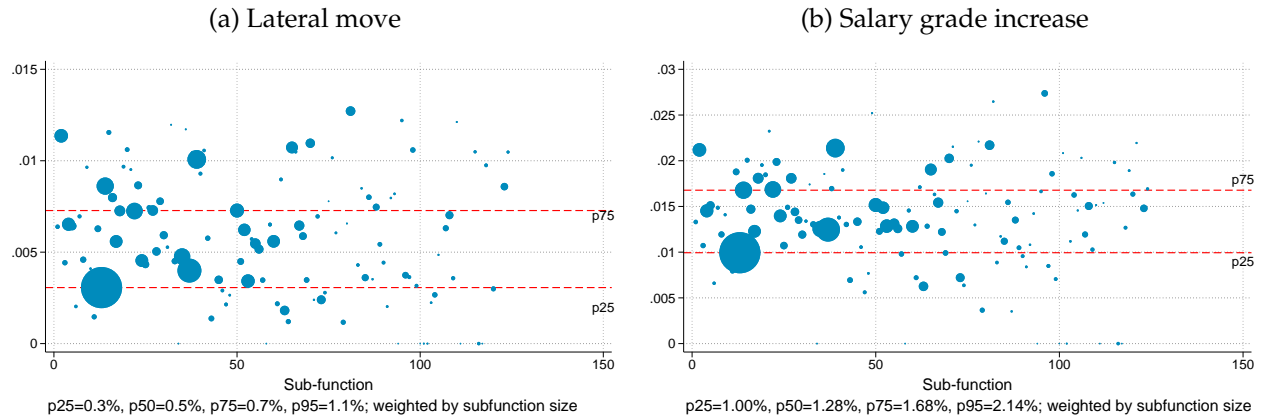 (a) Lateral move
.015
.01
.005
0
p75
p25
0
50
100
150
Sub-function
p25=0.3%, p50=0.5%, p75=0.7%, p95=1.1%; weighted by subfunction size
(b) Salary grade increase
.03
.025
.02
.015
.01
.005
0
p75
p25
0
50
100
150
Sub-function
p25=1.00%, p50=1.28%, p75=1.68%, p95=2.14%; weighted by subfunction size